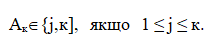 Aₖ∈{j,к], якщо 1 ≤ j ≤ к.